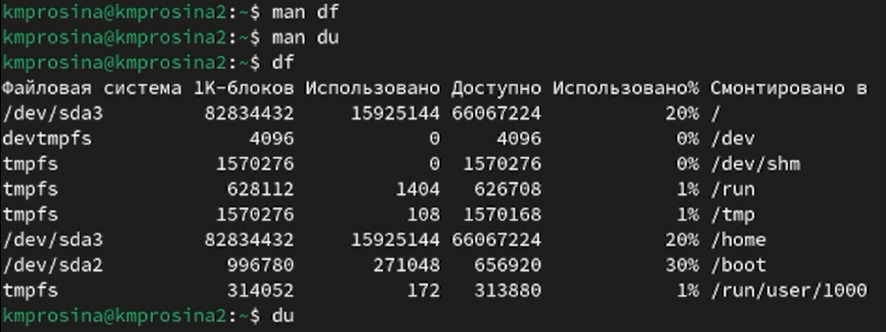 kmprosina@kmprosina2:~$ man df
kmprosina@kmprosina2:~$ man du
kmprosina@kmprosina2:~$ df
Файловая система 1K-блоков Использовано Доступно Использовано% Смонтировано в
/dev/sda3         82834432     15925144 66067224           20% /
devtmpfs              4096            0     4096            0% /dev
tmpfs              1570276            0  1570276            0% /dev/shm
tmpfs               628112         1404   626708            1% /run
tmpfs              1570276          108  1570168            1% /tmp
/dev/sda3         82834432     15925144 66067224           20% /home
/dev/sda2           996780       271048   656920           30% /boot
tmpfs               314052          172   313880            1% /run/user/1000
kmprosina@kmprosina2:~$ du